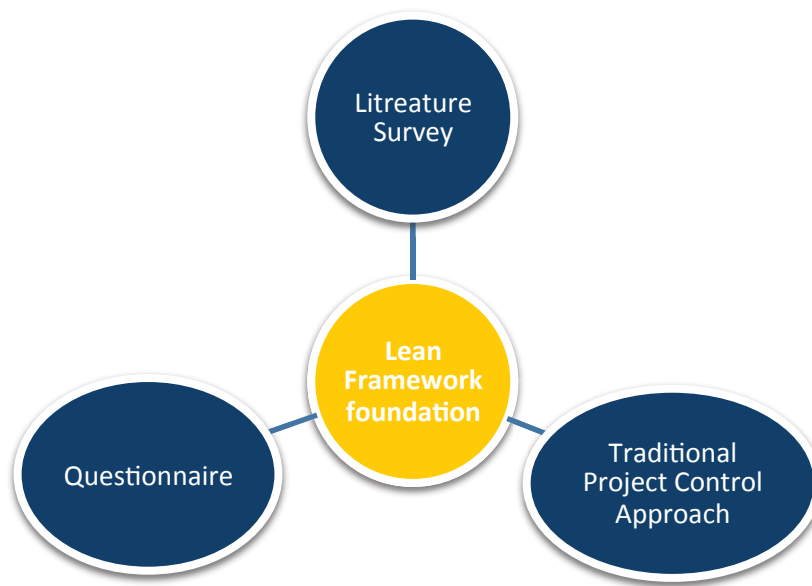 Litreature
Survey
Lean
Framework
foundation
Questionnaire
Traditional
Project Control
Approach